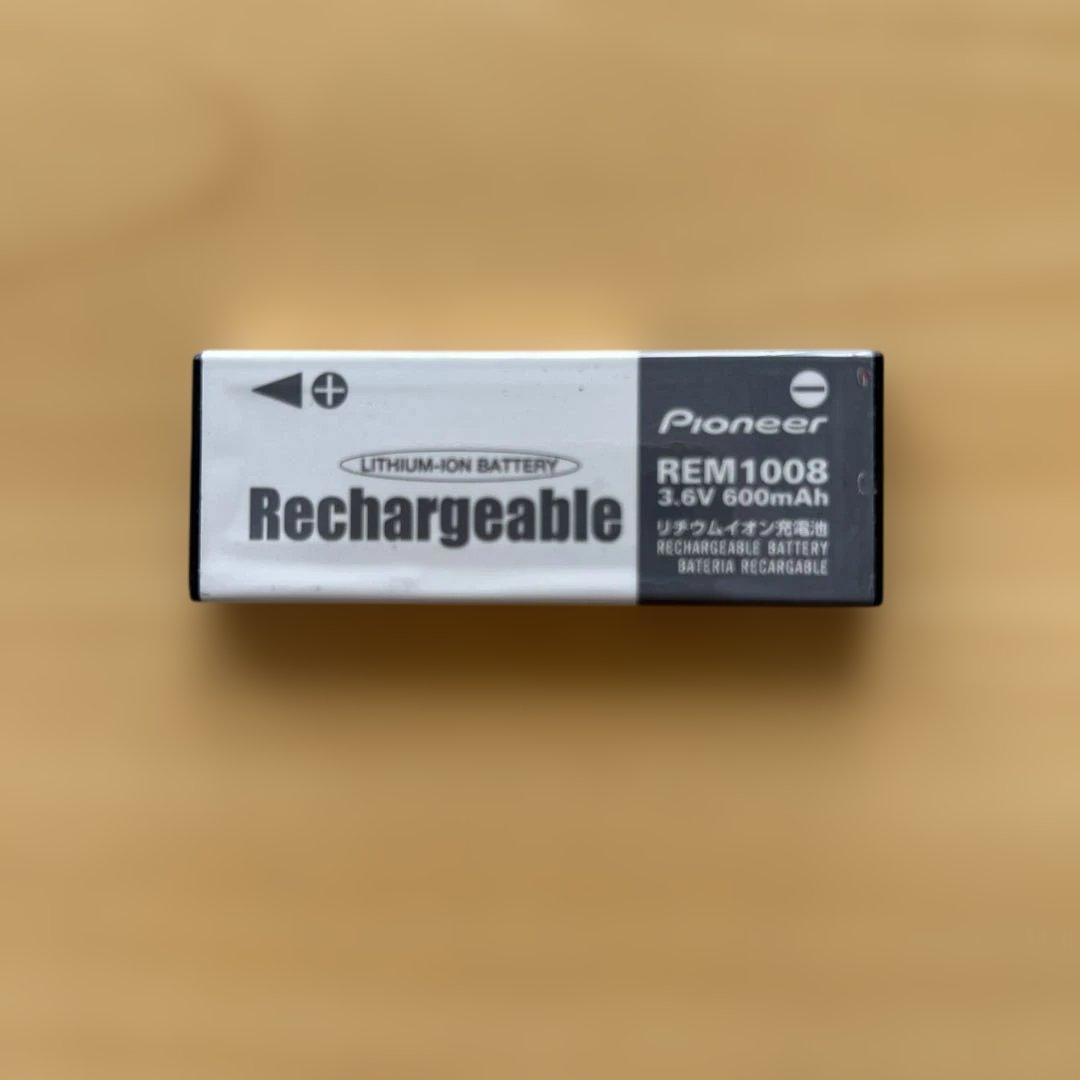 LITHIUM-ION BATTERY
Rechargeable
Pioneer
REM1008
3.6V 600mAh
リチウムイオン充電池
RECHARGEABLE BATTERY
BATERIA RECARGABLE